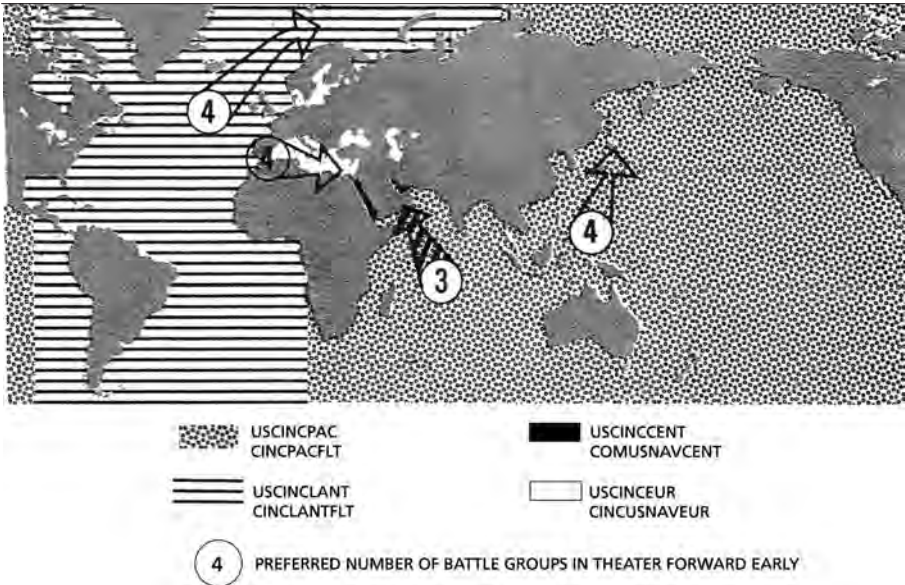 4
4
4
3
USCINCPAC
CINCPACFLT
USCINCCENT
COMUSNAVCENT
USCINCLANT
CINCLANTFLT
USCINCEUR
CINCUSNAVEUR
4 PREFERRED NUMBER OF BATTLE GROUPS IN THEATER FORWARD EARLY